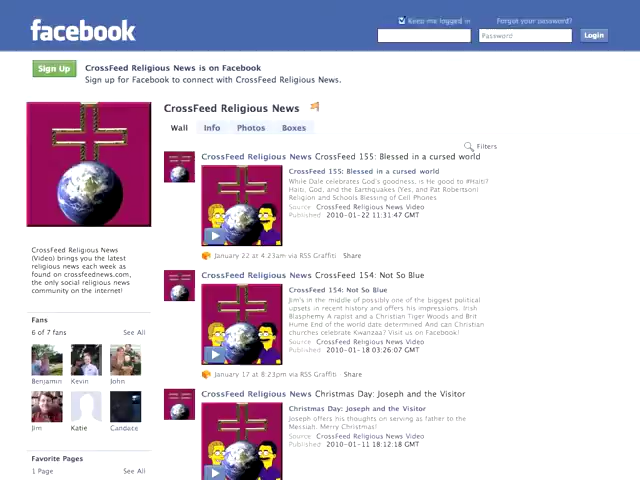 facebook
Keep me logged in
Forgot your password?
Password
Login
Sign Up
CrossFeed Religious News is on Facebook
Sign up for Facebook to connect with CrossFeed Religious News.
CrossFeed Religious News
Wall Info Photos Boxes
Filters
CrossFeed Religious News CrossFeed 155: Blessed in a cursed world
CrossFeed 155: Blessed in a cursed world
While Dale celebrates God's goodness, is He good to #Haiti?
Haib, God, and the Earthquakes (Yes, and Pat Robertson)
Religion and Schools Blessing of Cell Phones
Source: CrossFeed Religious News Video
Published: 2010-01-22 11:31:47 GMT
January 22 at 4:23am via RSS Graffiti · Share
CrossFeed Religious News
(Video) brings you the latest
religious news each week as
found on crossfeednews.com,
the only social religious news
community on the internet!
CrossFeed Religious News CrossFeed 154: Not So Blue
CrossFeed 154: Not So Blue
Jim's in the middle of possibly one of the biggest political
upsets in recent history and offers his impressions. Irish
Blasphemy A rapist and a Christian Tiger Woods and Brit
Hume End of the world date determined And can Christian
churches celebrate Kwanzaa? Visit us on Facebook!
Source: CrossFeed Religious News Video
Published: 2010-01-18 03:26:07 GMT
January 17 at 8:23pm via RSS Graffiti · Share
Fans
6 of 7 fans See All
Benjamin Kevin John
Jim Katie Candace
Favorite Pages
1 Page See All
CrossFeed Religious News Christmas Day: Joseph and the Visitor
Christmas Day: Joseph and the Visitor
Joseph offers his thoughts on serving as father to the
Messiah. Merry Christmas!
Source: CrossFeed Religious News Video
Published: 2010-01-11 18:12:18 GMT